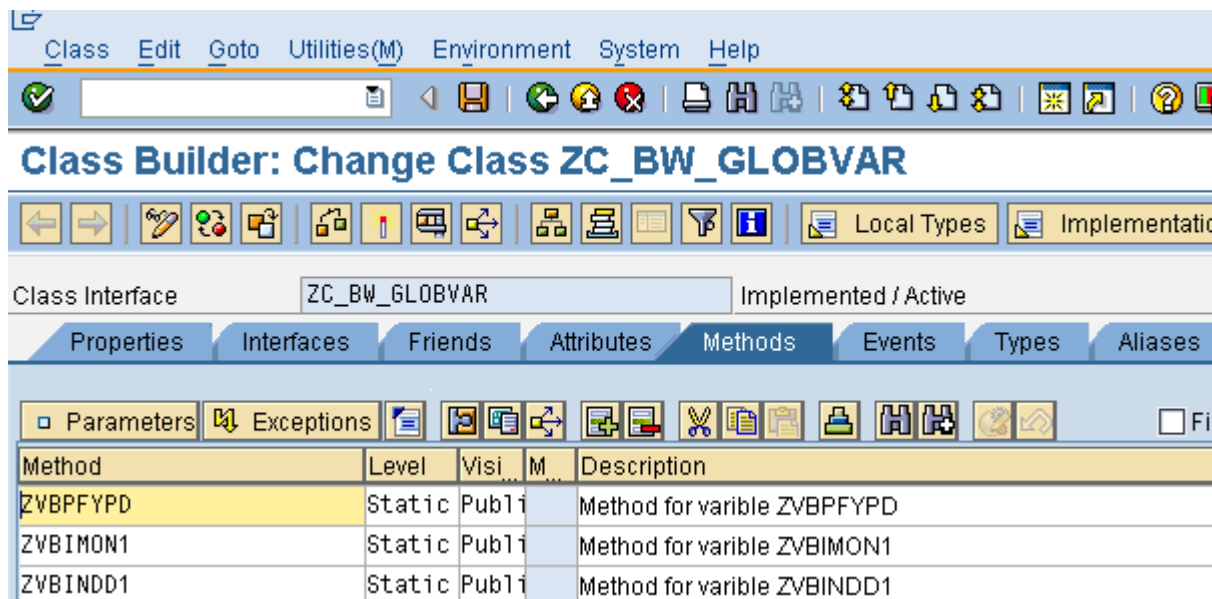 Class Edit Goto Utilities(M) Environment System Help
Class Builder: Change Class ZC_BW_GLOBVAR
Local Types Implementatio
Class Interface ZC_BW_GLOBVAR Implemented / Active
Properties Interfaces Friends Attributes Methods Events Types Aliases
Parameters Exceptions Fi
Method Level Visi... M... Description
ZVBPFYPD Static Publi Method for varible ZVBPFYPD
ZVBIMON1 Static Publi Method for varible ZVBIMON1
ZVBINDD1 Static Publi Method for varible ZVBINDD1